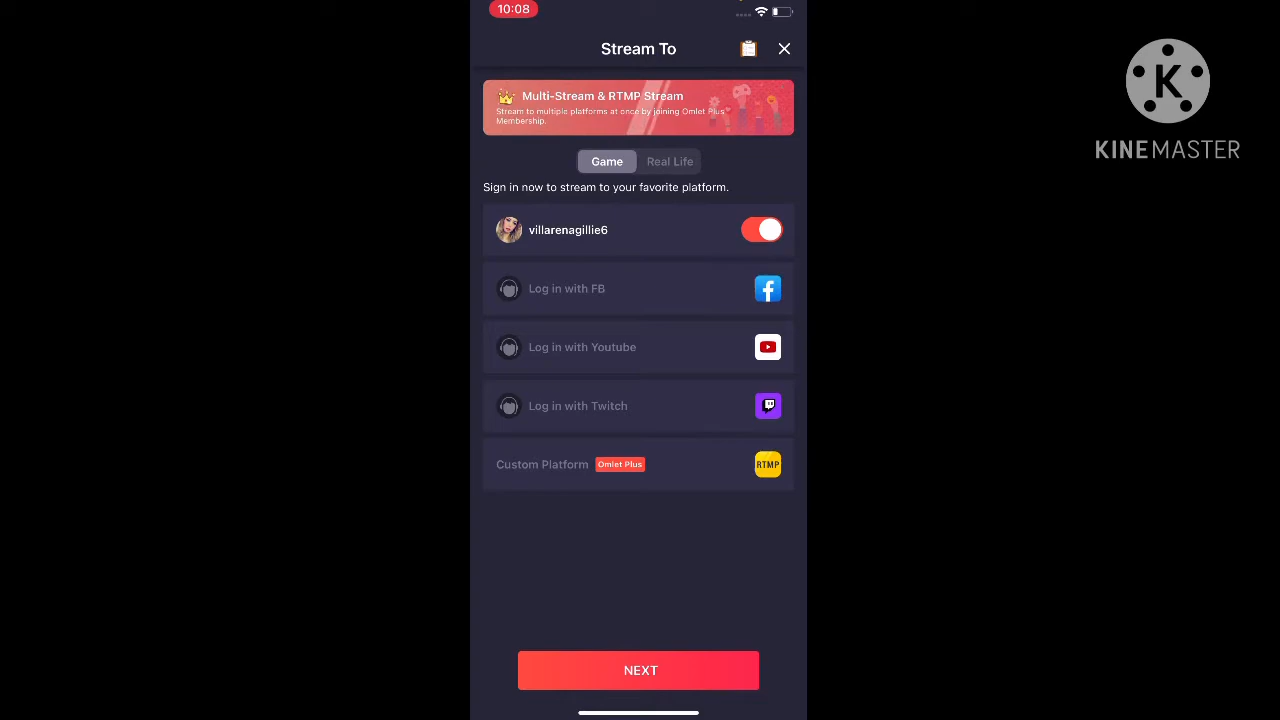 10:08
Stream To
Multi-Stream & RTMP Stream
Stream to multiple platforms at once by joining Omlet Plus
Membership.
Game Real Life
Sign in now to stream to your favorite platform.
villarenagillie6
Log in with FB
Log in with Youtube
Log in with Twitch
Custom Platform Omlet Plus RTMP
NEXT
K
KINEMASTER